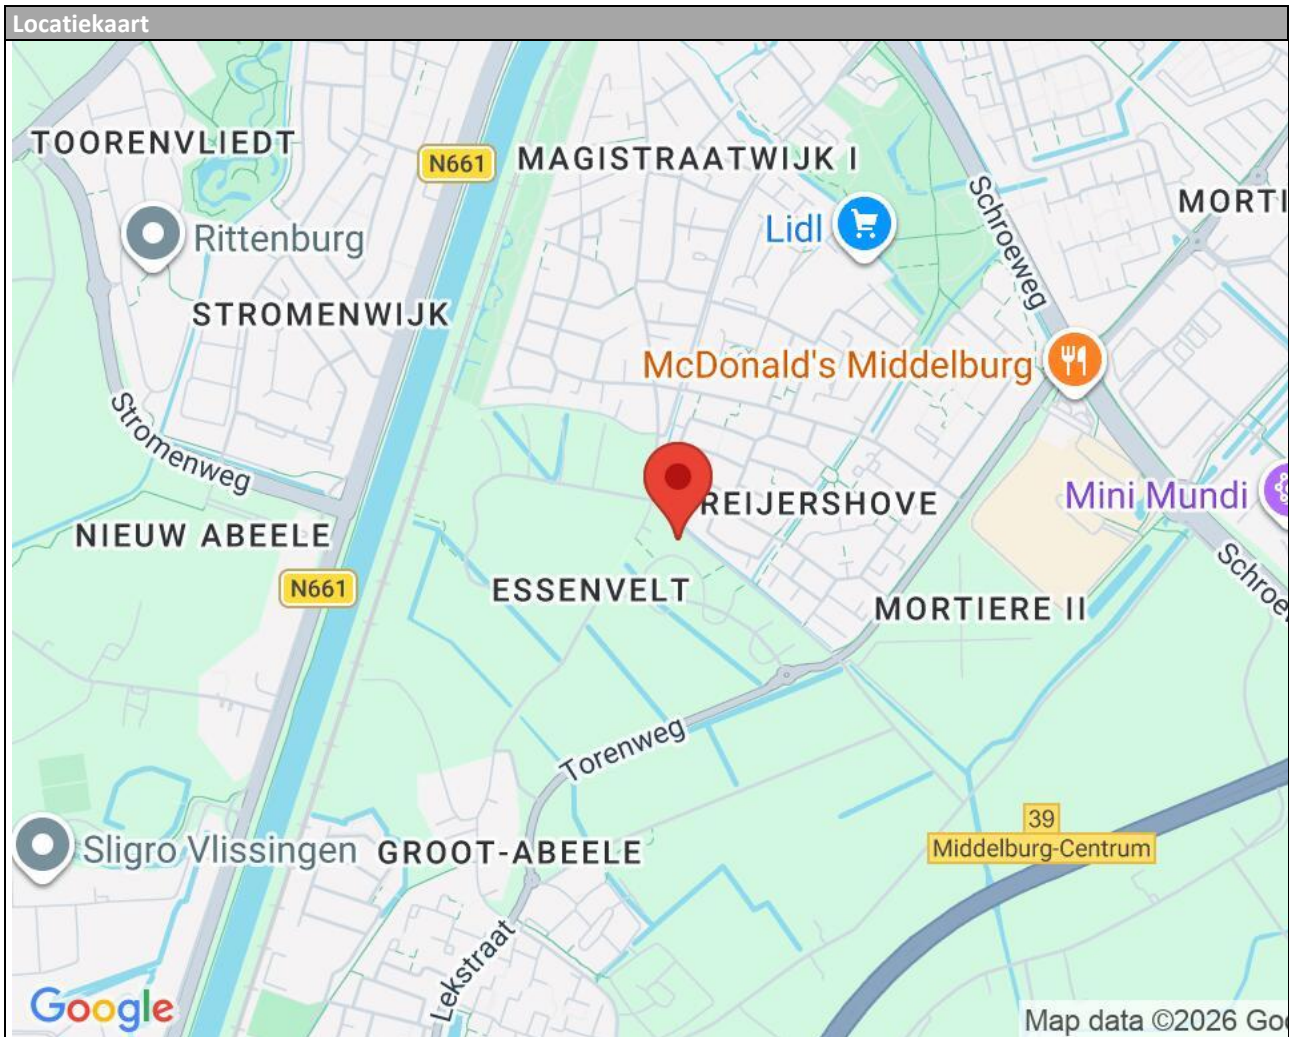 Locatiekaart
TOORENVLIEDT
N661
MAGISTRAATWIJK I
Schroeweg
MORTI
Rittenburg
Lidl
STROMENWIJK
McDonald's Middelburg
Stromenweg
REIJERSHOVE
Mini Mundi
NIEUW ABEELE
N661
ESSENVELT
MORTIERE II
Schroe
Torenweg
39
Middelburg-Centrum
Sligro Vlissingen
GROOT-ABEELE
Lekstraat
Google
Map data ©2026 Goo